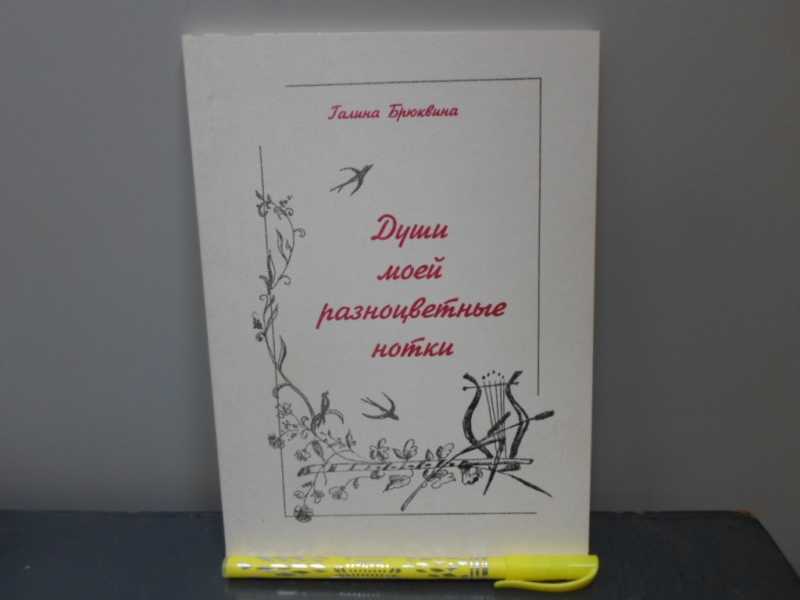 Галина Брюквина
Души
моей
разноцветные
нотки